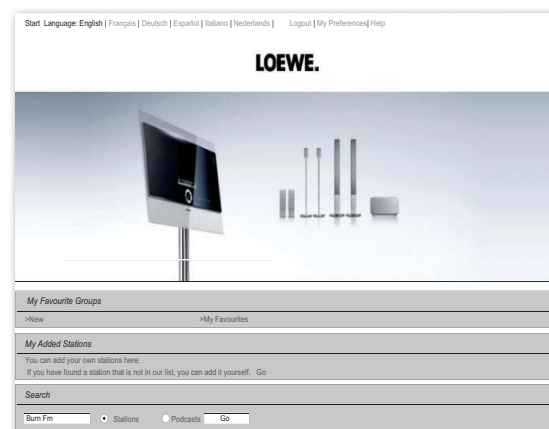 Start Language: English | Français | Deutsch | Español | Italiano | Nederlands | Logout | My Preferences| Help
LOEWE.
My Favourite Groups
>New >My Favourites
My Added Stations
You can add your own stations here.
If you have found a station that is not in our list, you can add it yourself. Go
Search
Burn Fm Stations Podcasts Go